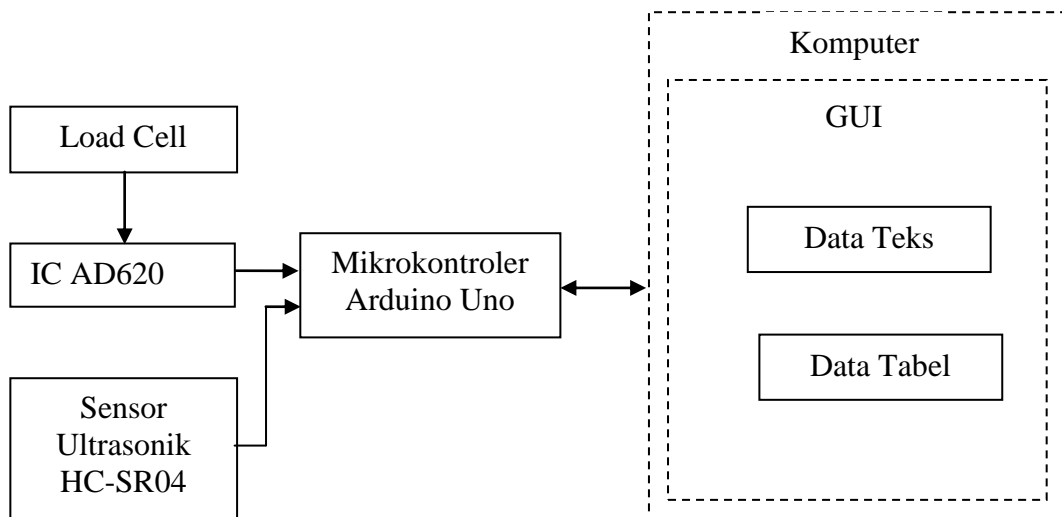 Komputer
GUI
Load Cell
IC AD620
Mikrokontroler
Arduino Uno
Data Teks
Data Tabel
Sensor
Ultrasonik
HC-SR04